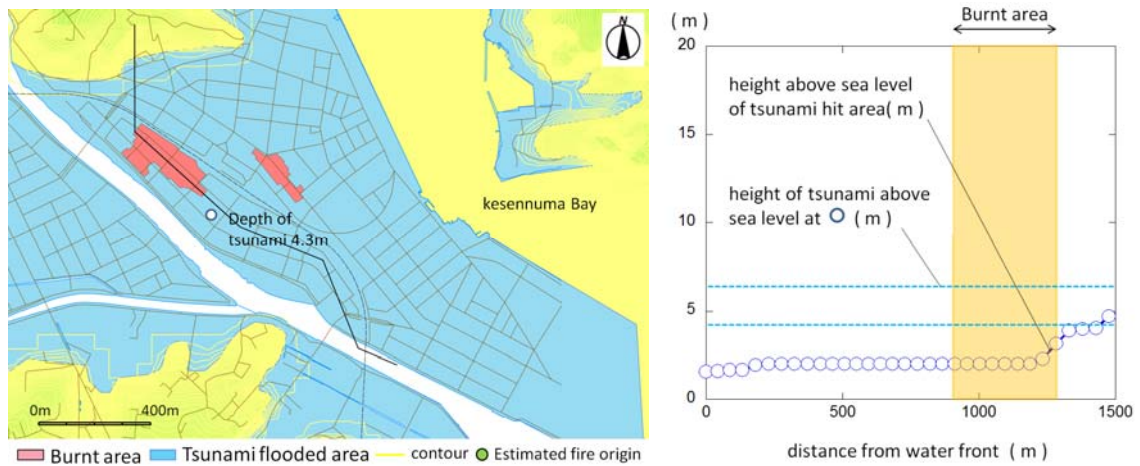 N
kesennuma Bay
Depth of
tsunami 4.3m
0m 400m
Burnt area Tsunami flooded area contour Estimated fire origin
( m )
Burnt area
20
15
10
5
0
height above sea level
of tsunami hit area( m )
height of tsunami above
sea level at ( m )
0 500 1000 1500
distance from water front ( m )